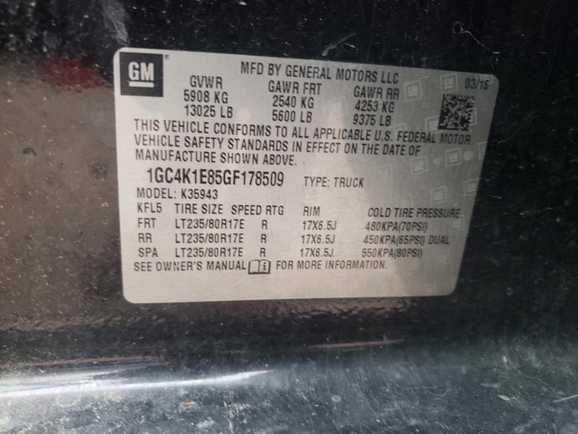 GM
MFD BY GENERAL MOTORS LLC 03/16
GVWR GAWR FRT GAWR RR
5908 KG 2540 KG 4253 KG
13025 LB 5600 LB 9375 LB
THIS VEHICLE CONFORMS TO ALL APPLICABLE U.S. FEDERAL MOTOR
VEHICLE SAFETY STANDARDS IN EFFECT ON THE DATE OF
MANUFACTURE SHOWN ABOVE.
1GC4K1E85GF178509 TYPE: TRUCK
MODEL: K35943
KFL5 TIRE SIZE SPEED RTG RIM COLD TIRE PRESSURE
FRT LT235/80R17E R 17X6.5J 480KPA(70PSI)
RR LT235/80R17E R 17X6.5J 450KPA(65PSI) DUAL
SPA LT235/80R17E R 17X6.5J 550KPA(80PSI)
SEE OWNER'S MANUAL FOR MORE INFORMATION.